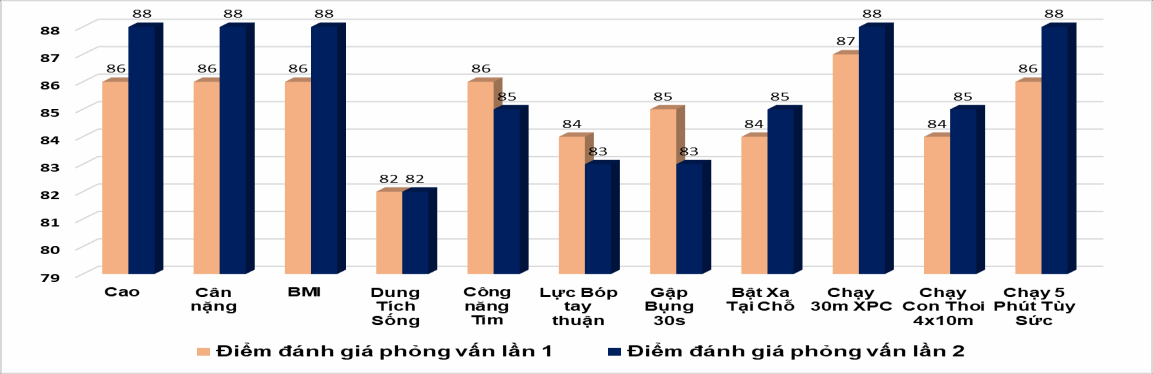 88
87
86
85
84
83
82
81
80
79
86 88
86 88
86 88
82 82
86 85
84 83
85 83
84 85
87 88
84 85
86 88
Cao
Cân
nặng
BMI
Dung
Tích
Sống
Công
năng
Tim
Lực Bóp
tay
thuận
Gập
Bụng
30s
Bật Xa
Tại Chỗ
Chạy
30m XPC
Chạy
Con Thoi
4x10m
Chạy 5
Phút Tùy
Sức
Điểm đánh giá phỏng vấn lần 1
Điểm đánh giá phỏng vấn lần 2